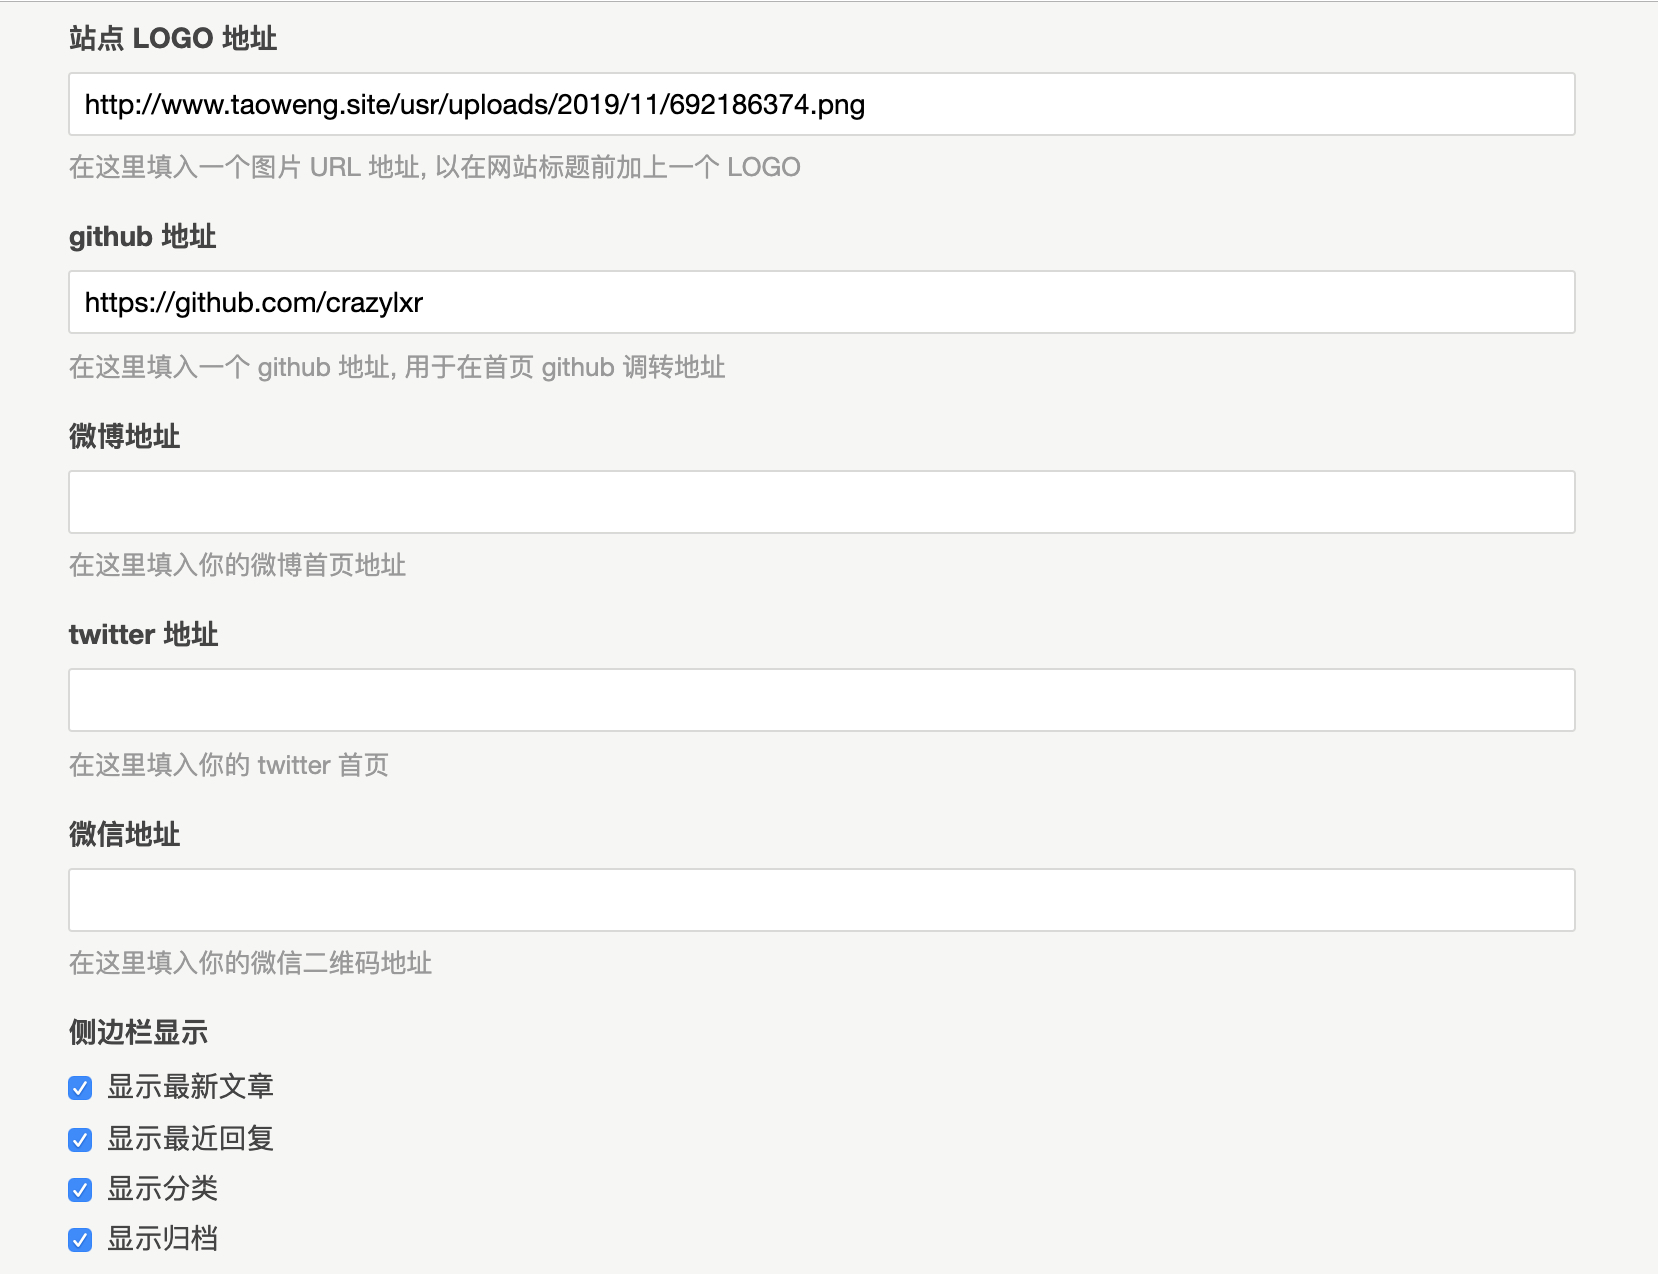 站点 LOGO 地址
http://www.taoweng.site/usr/uploads/2019/11/692186374.png
在这里填入一个图片 URL 地址, 以在网站标题前加上一个 LOGO
github 地址
https://github.com/crazylxr
在这里填入一个 github 地址, 用于在首页 github 调转地址
微博地址
在这里填入你的微博首页地址
twitter 地址
在这里填入你的 twitter 首页
微信地址
在这里填入你的微信二维码地址
侧边栏显示
显示最新文章
显示最近回复
显示分类
显示归档